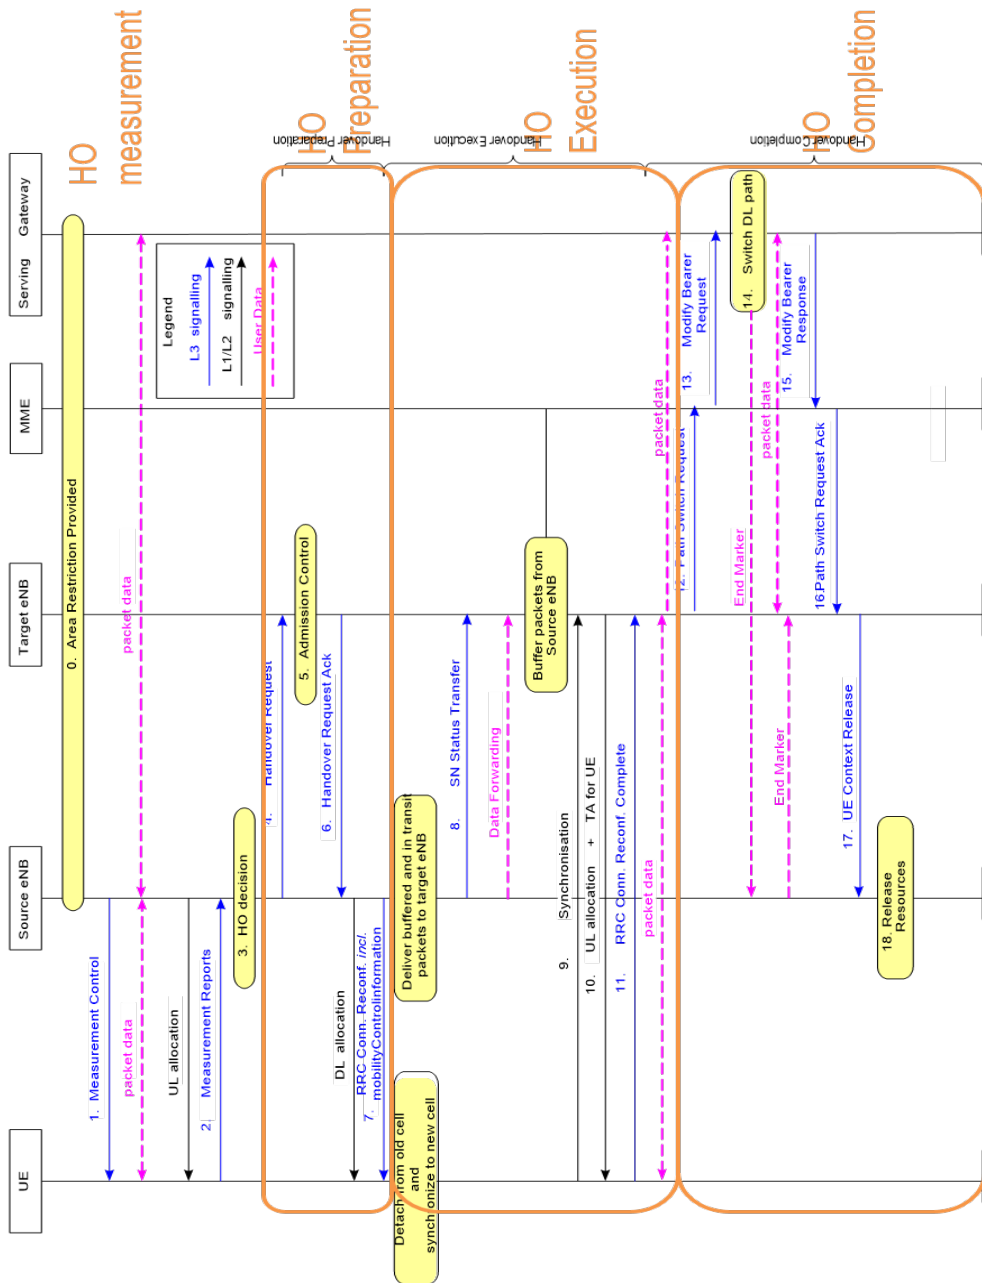 UE
Source eNB
Target eNB
MME
Serving Gateway
HO
measurement
0. Area Restriction Provided
1. Measurement Control
packet data
packet data
UL allocation
2. Measurement Reports
3. HO decision
Legend
L3 signalling
L1/L2 signalling
User Data
HO
Preparation
Handover Preparation
4. Handover Request
5. Admission Control
6. Handover Request Ack
DL allocation
7. RRC Conn. Reconf. incl.
mobilityControlinformation
HO
Execution
Handover Execution
Detach from old cell
and
synchronize to new cell
Deliver buffered and in transit
packets to target eNB
8. SN Status Transfer
Data Forwarding
Buffer packets from
Source eNB
9. Synchronisation
10. UL allocation + TA for UE
11. RRC Conn. Reconf. Complete
packet data
packet data
HO
Completion
Handover Completion
12. Path Switch Request
13. Modify Bearer
Request
14. Switch DL path
End Marker
packet data
End Marker
15. Modify Bearer
Response
16.Path Switch Request Ack
17. UE Context Release
18. Release
Resources